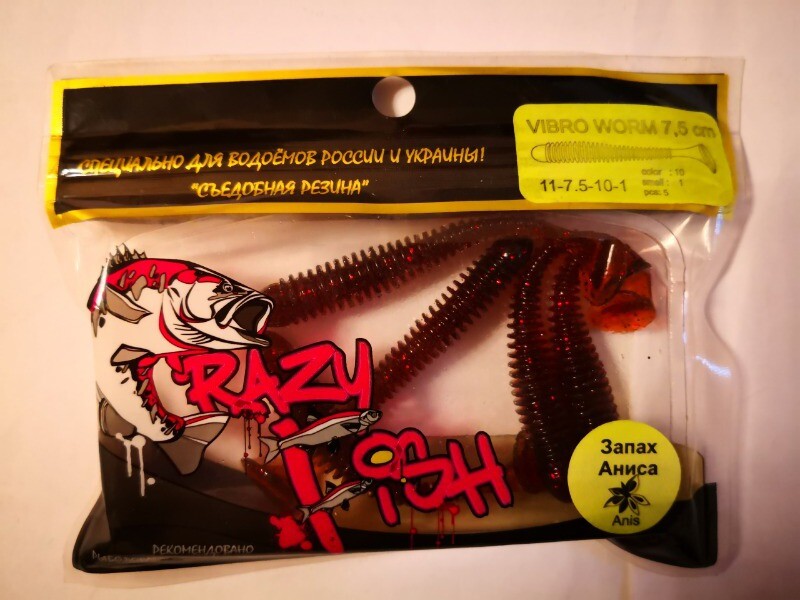 СПЕЦИАЛЬНО ДЛЯ ВОДОЁМОВ РОССИИ И УКРАИНЫ!
"СЪЕДОБНАЯ РЕЗИНА"
VIBRO WORM 7,5 cm
color : 10
smell : 1
pcs: 5
11-7.5-10-1
CRAZY
FISH
Запах
Аниса
Anis
РЕКОМЕНДОВАНО